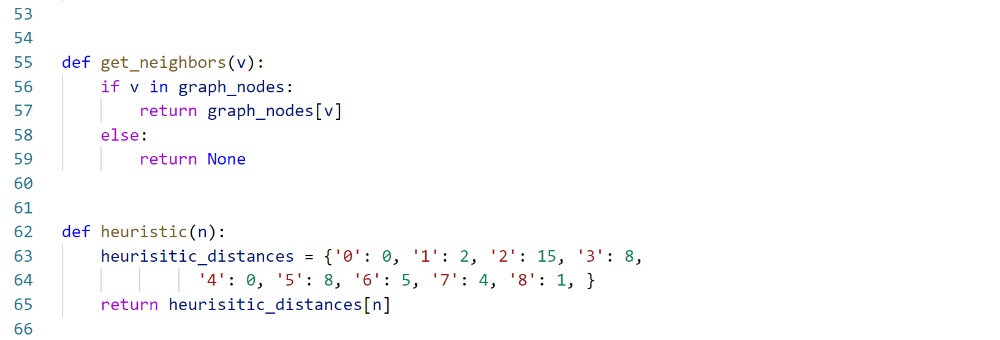 53
54
55 def get_neighbors(v):
56     if v in graph_nodes:
57         return graph_nodes[v]
58     else:
59         return None
60
61
62 def heuristic(n):
63     heurisitic_distances = {'0': 0, '1': 2, '2': 15, '3': 8,
64               '4': 0, '5': 8, '6': 5, '7': 4, '8': 1, }
65     return heurisitic_distances[n]
66